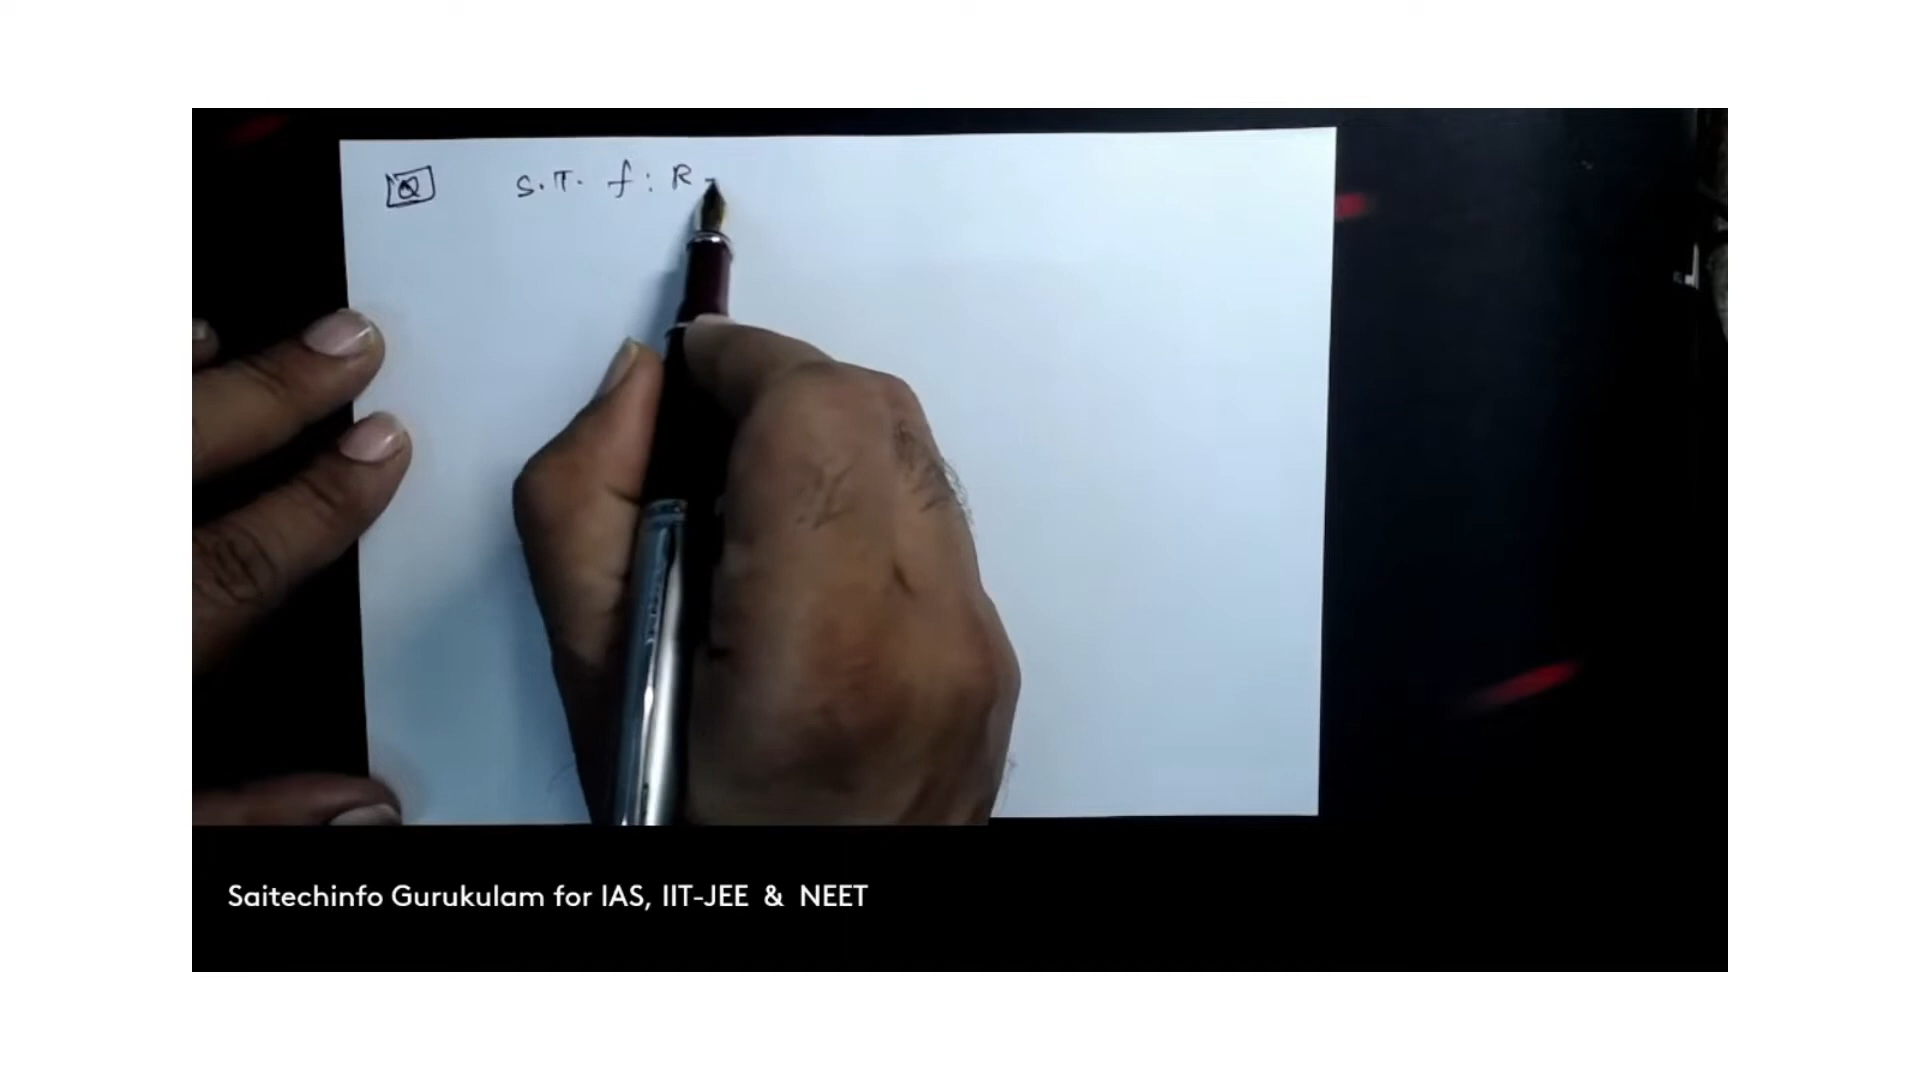 Q S.T. f: R -
Saitechinfo Gurukulam for IAS, IIT-JEE & NEET